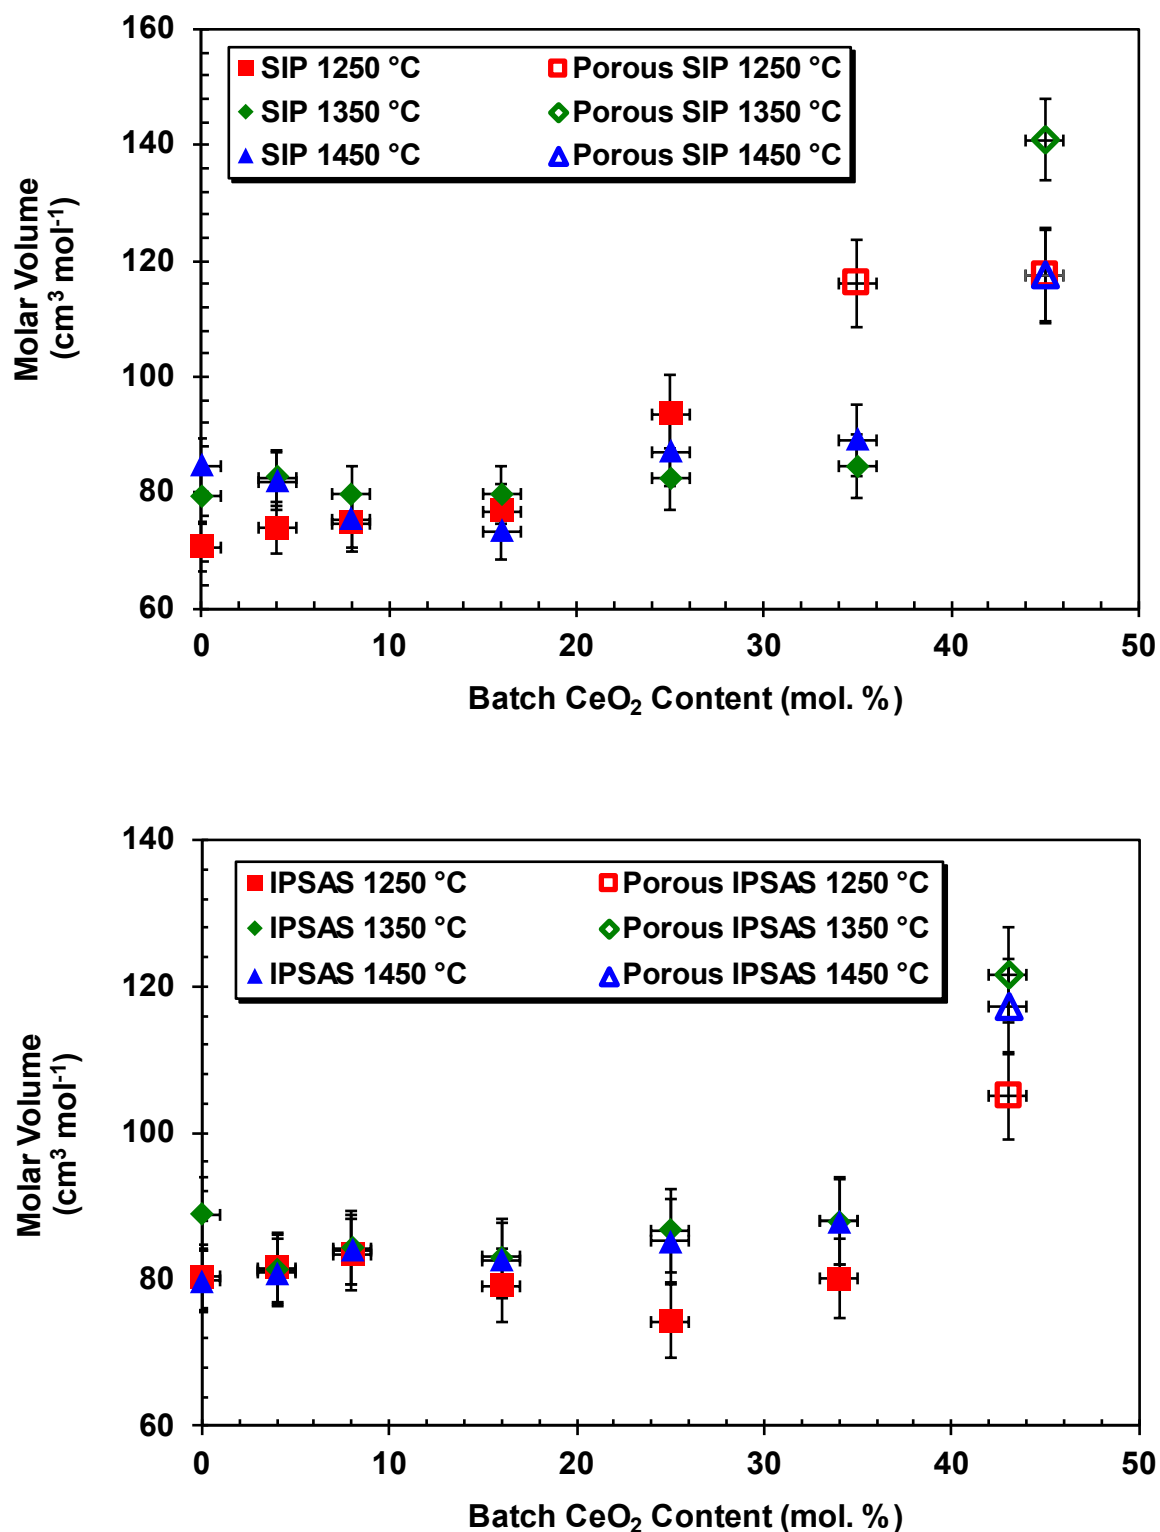 160
140
120
100
80
60
Molar Volume
(cm³ mol⁻¹)
SIP 1250 °C Porous SIP 1250 °C
SIP 1350 °C Porous SIP 1350 °C
SIP 1450 °C Porous SIP 1450 °C
0 10 20 30 40 50
Batch CeO₂ Content (mol. %)
140
120
100
80
60
Molar Volume
(cm³ mol⁻¹)
IPSAS 1250 °C Porous IPSAS 1250 °C
IPSAS 1350 °C Porous IPSAS 1350 °C
IPSAS 1450 °C Porous IPSAS 1450 °C
0 10 20 30 40 50
Batch CeO₂ Content (mol. %)